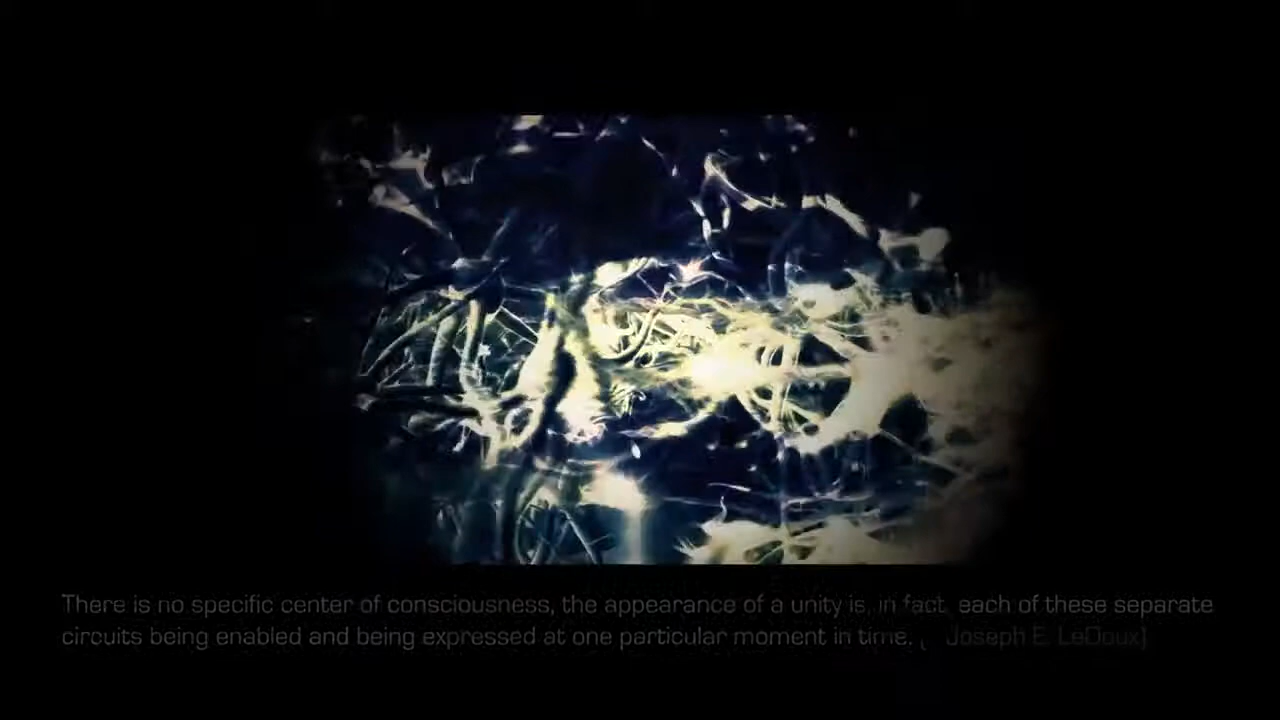 There is no specific center of consciousness, the appearance of a unity is, in fact, each of these separate
circuits being enabled and being expressed at one particular moment in time. ( Joseph E. LeDoux)